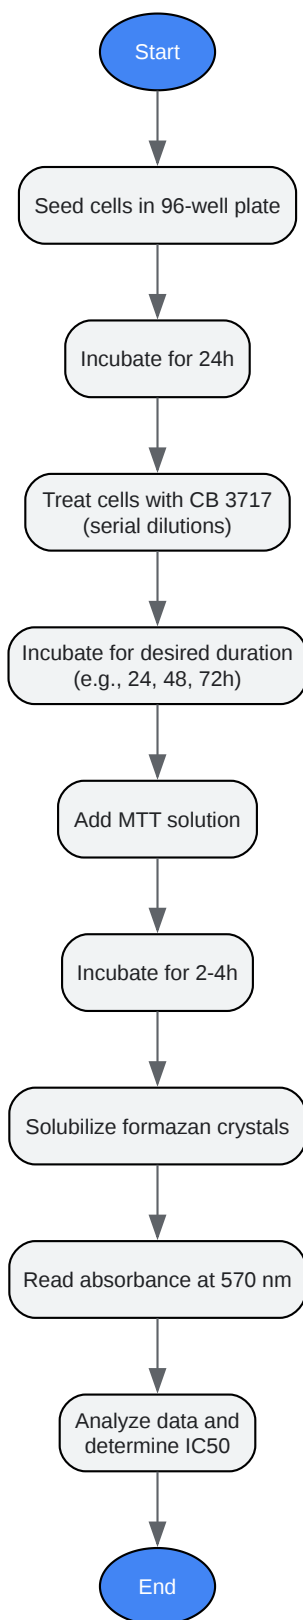 Start
Seed cells in 96-well plate
Incubate for 24h
Treat cells with CB 3717
(serial dilutions)
Incubate for desired duration
(e.g., 24, 48, 72h)
Add MTT solution
Incubate for 2-4h
Solubilize formazan crystals
Read absorbance at 570 nm
Analyze data and
determine IC50
End